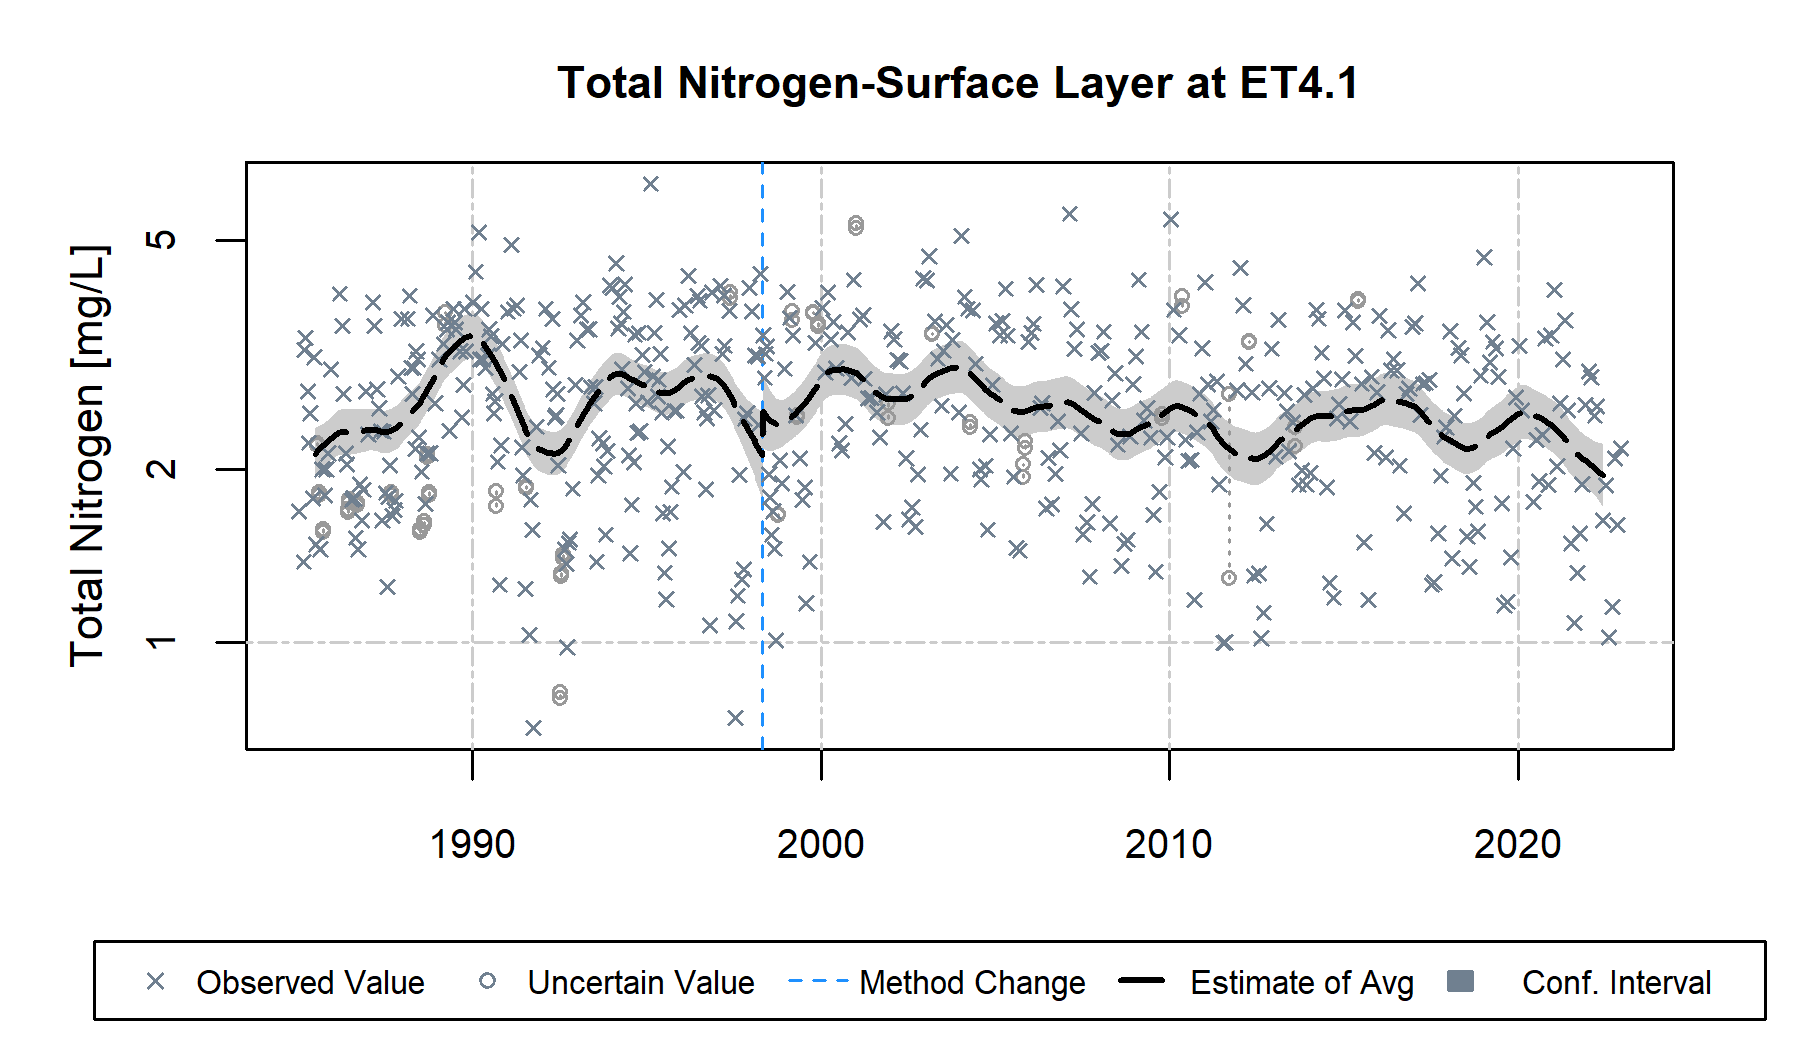 Total Nitrogen-Surface Layer at ET4.1
Total Nitrogen [mg/L]
5
2
1
1990 2000 2010 2020
Observed Value Uncertain Value Method Change Estimate of Avg Conf. Interval